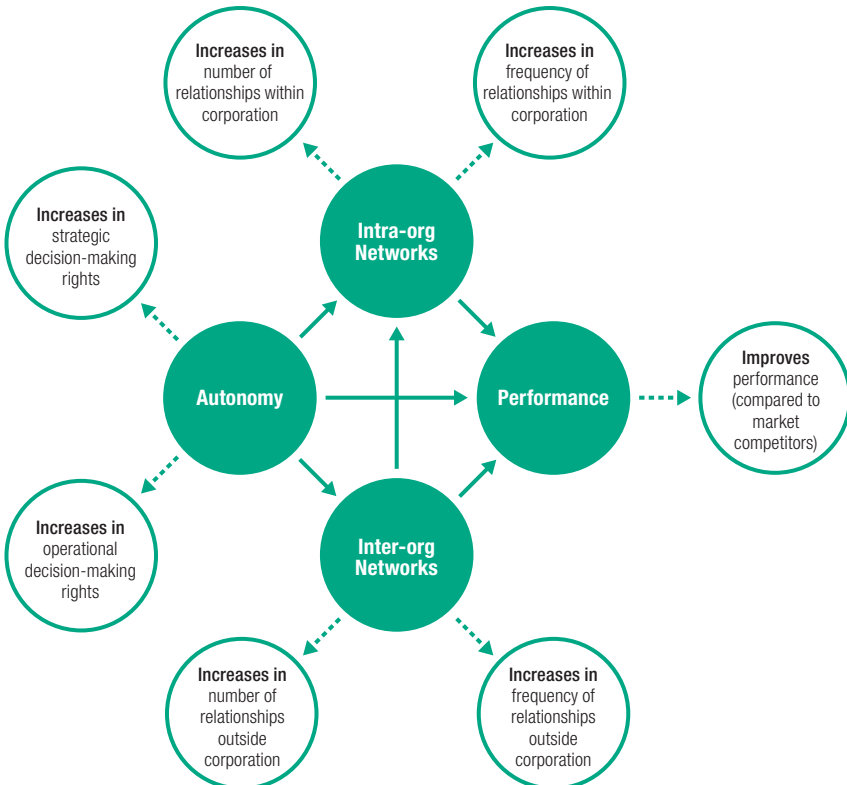 Increases in
number of
relationships within
corporation
Increases in
frequency of
relationships within
corporation
Increases in
strategic
decision-making
rights
Intra-org
Networks
Autonomy
Performance
Improves
performance
(compared to
market
competitors)
Increases in
operational
decision-making
rights
Inter-org
Networks
Increases in
number of
relationships
outside
corporation
Increases in
frequency of
relationships
outside
corporation